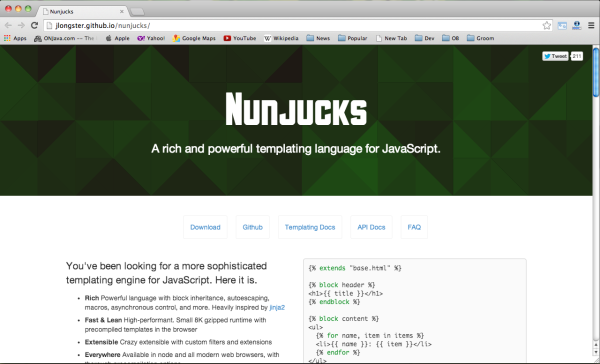 Nunjucks
jlongster.github.io/nunjucks/
Apps Ohjava.com -- The Apple Yahoo! Google Maps YouTube Wikipedia News Popular New Tab Dev OB Groom
Tweet 211
Nunjucks
A rich and powerful templating language for JavaScript.
Download Github Templating Docs API Docs FAQ
You've been looking for a more sophisticated
templating engine for JavaScript. Here it is.
• Rich Powerful language with block inheritance, autoescaping,
macros, asynchronous control, and more. Heavily inspired by jinja2
• Fast & Lean High-performant. Small 8K gzipped runtime with
precompiled templates in the browser
• Extensible Crazy extensible with custom filters and extensions
• Everywhere Available in node and all modern web browsers, with
{% extends "base.html" %}
{% block header %}
<h1>{{ title }}</h1>
{% endblock %}
{% block content %}
<ul>
{% for name, item in items %}
<li>{{ name }}: {{ item }}</li>
{% endfor %}
</ul>